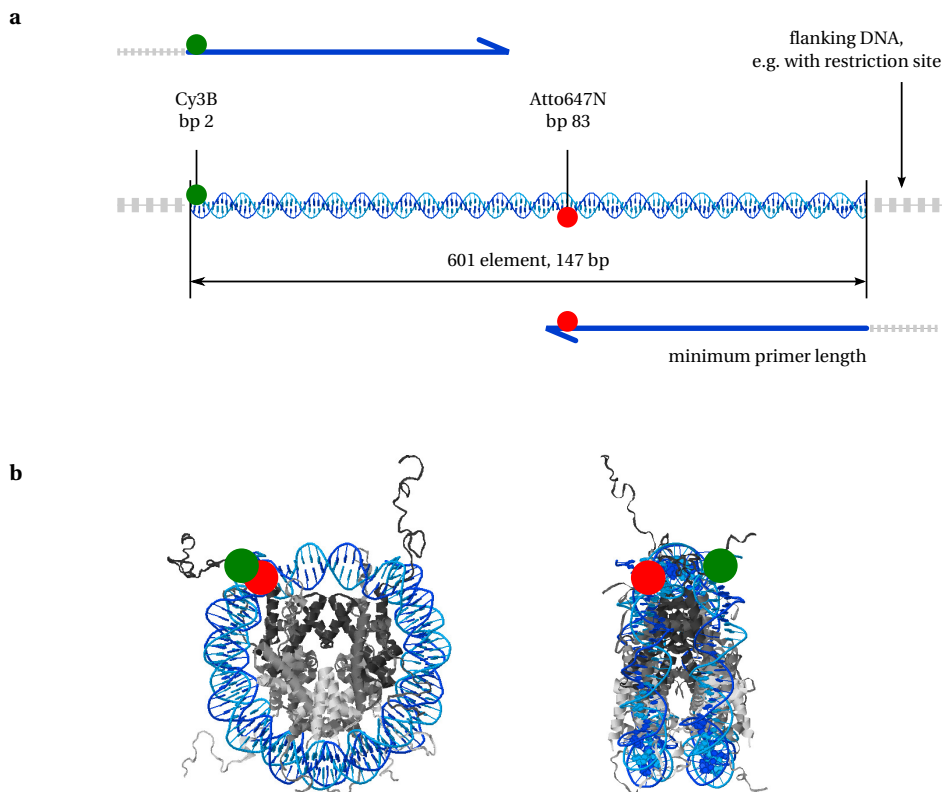 a
flanking DNA,
e.g. with restriction site
Cy3B
bp 2
Atto647N
bp 83
601 element, 147 bp
minimum primer length
b